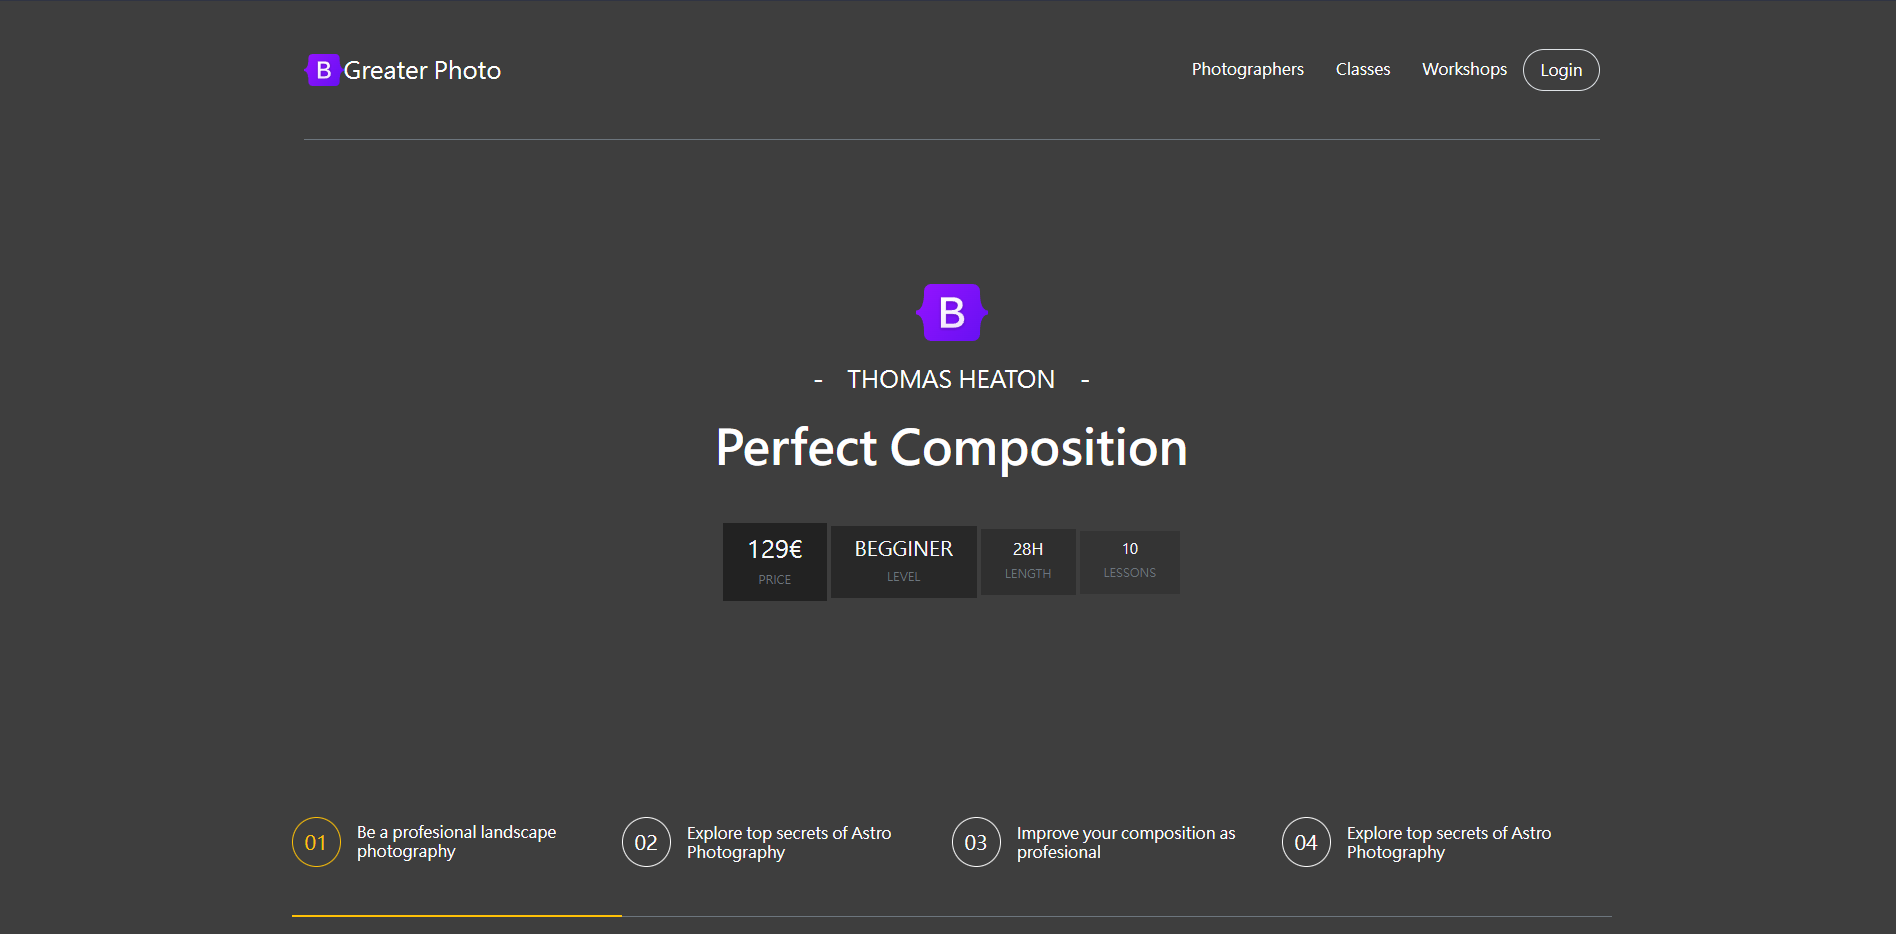 B Greater Photo
Photographers Classes Workshops Login
B
- THOMAS HEATON -
Perfect Composition
129€ BEGGINER 28H 10
PRICE LEVEL LENGTH LESSONS
01 Be a profesional landscape
photography
02 Explore top secrets of Astro
Photography
03 Improve your composition as
profesional
04 Explore top secrets of Astro
Photography